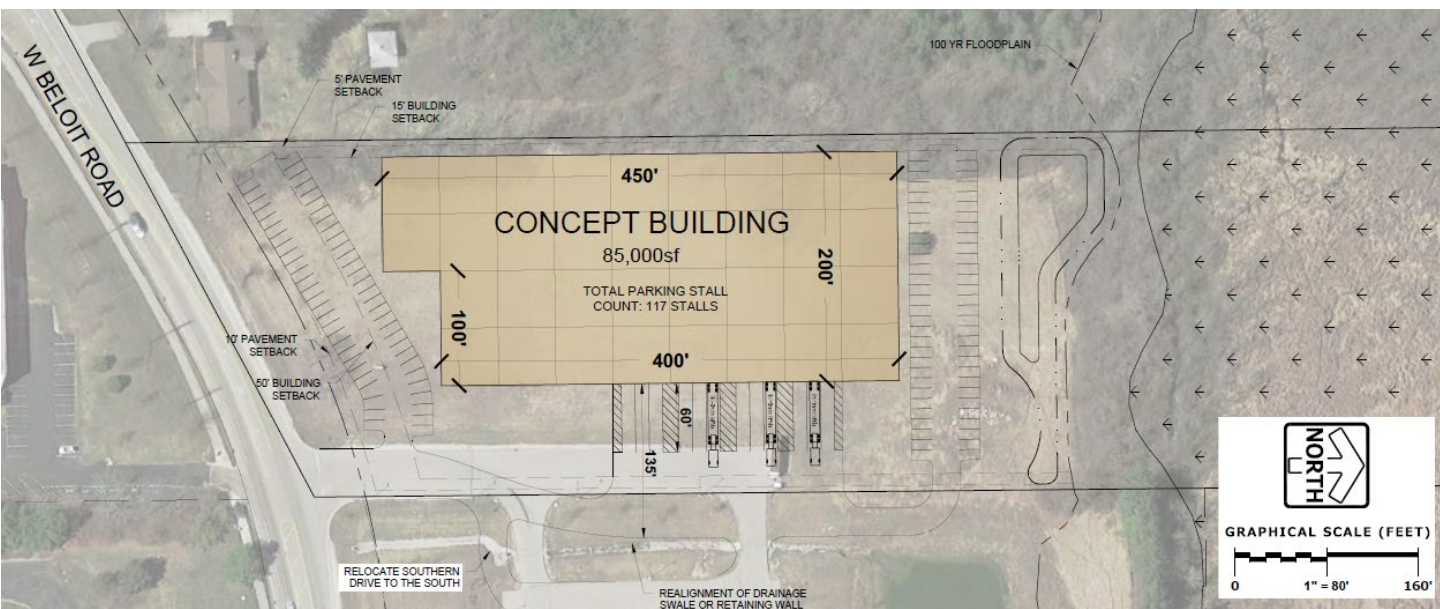 W BELOIT ROAD
5' PAVEMENT
SETBACK
15' BUILDING
SETBACK
100 YR FLOODPLAIN
450'
CONCEPT BUILDING
85,000sf
TOTAL PARKING STALL
COUNT: 117 STALLS
200'
100'
400'
10' PAVEMENT
SETBACK
50' BUILDING
SETBACK
60'
135'
RELOCATE SOUTHERN
DRIVE TO THE SOUTH
REALIGNMENT OF DRAINAGE
SWALE OR RETAINING WALL
NORTH
GRAPHICAL SCALE (FEET)
0 1" = 80' 160'